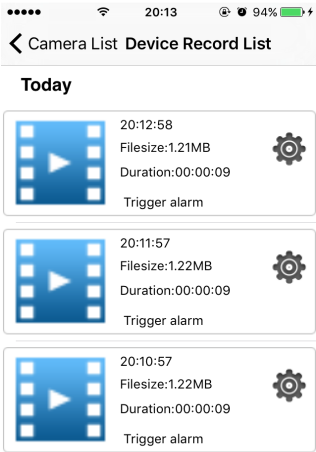 20:13
94%
Camera List Device Record List
Today
20:12:58
Filesize:1.21MB
Duration:00:00:09
Trigger alarm
20:11:57
Filesize:1.22MB
Duration:00:00:09
Trigger alarm
20:10:57
Filesize:1.22MB
Duration:00:00:09
Trigger alarm